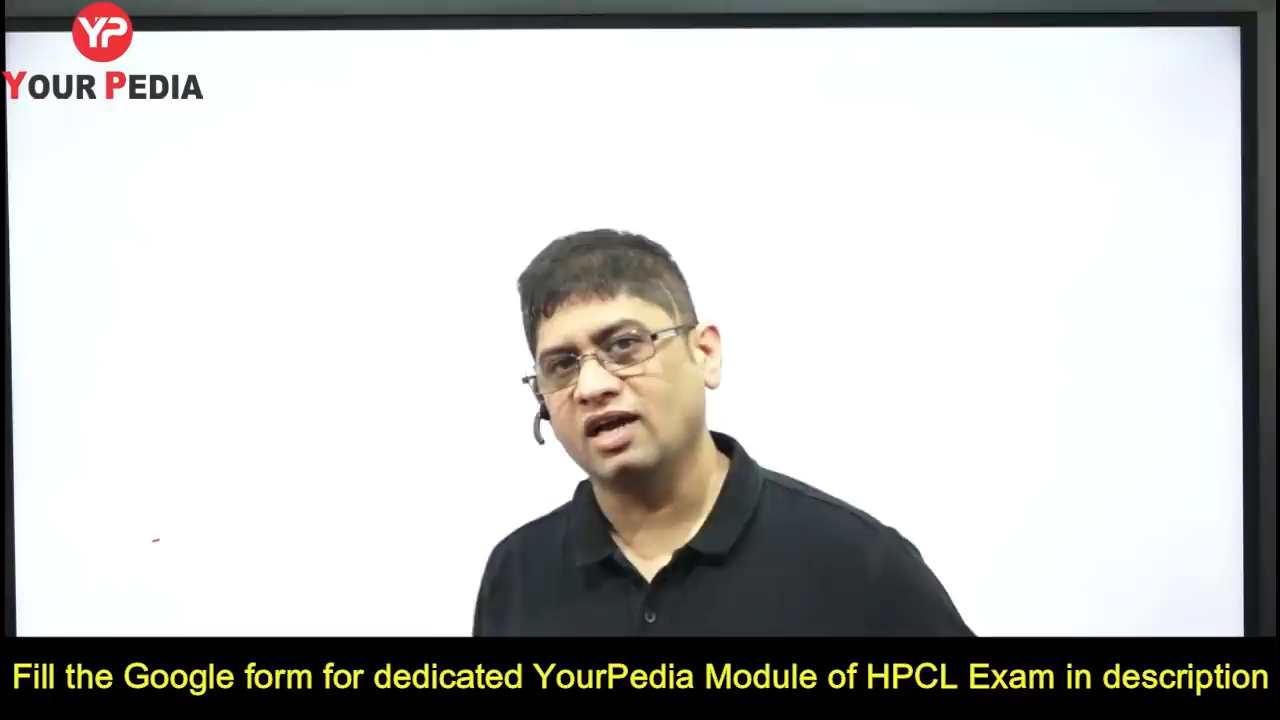 YP
YOUR PEDIA
Fill the Google form for dedicated YourPedia Module of HPCL Exam in description